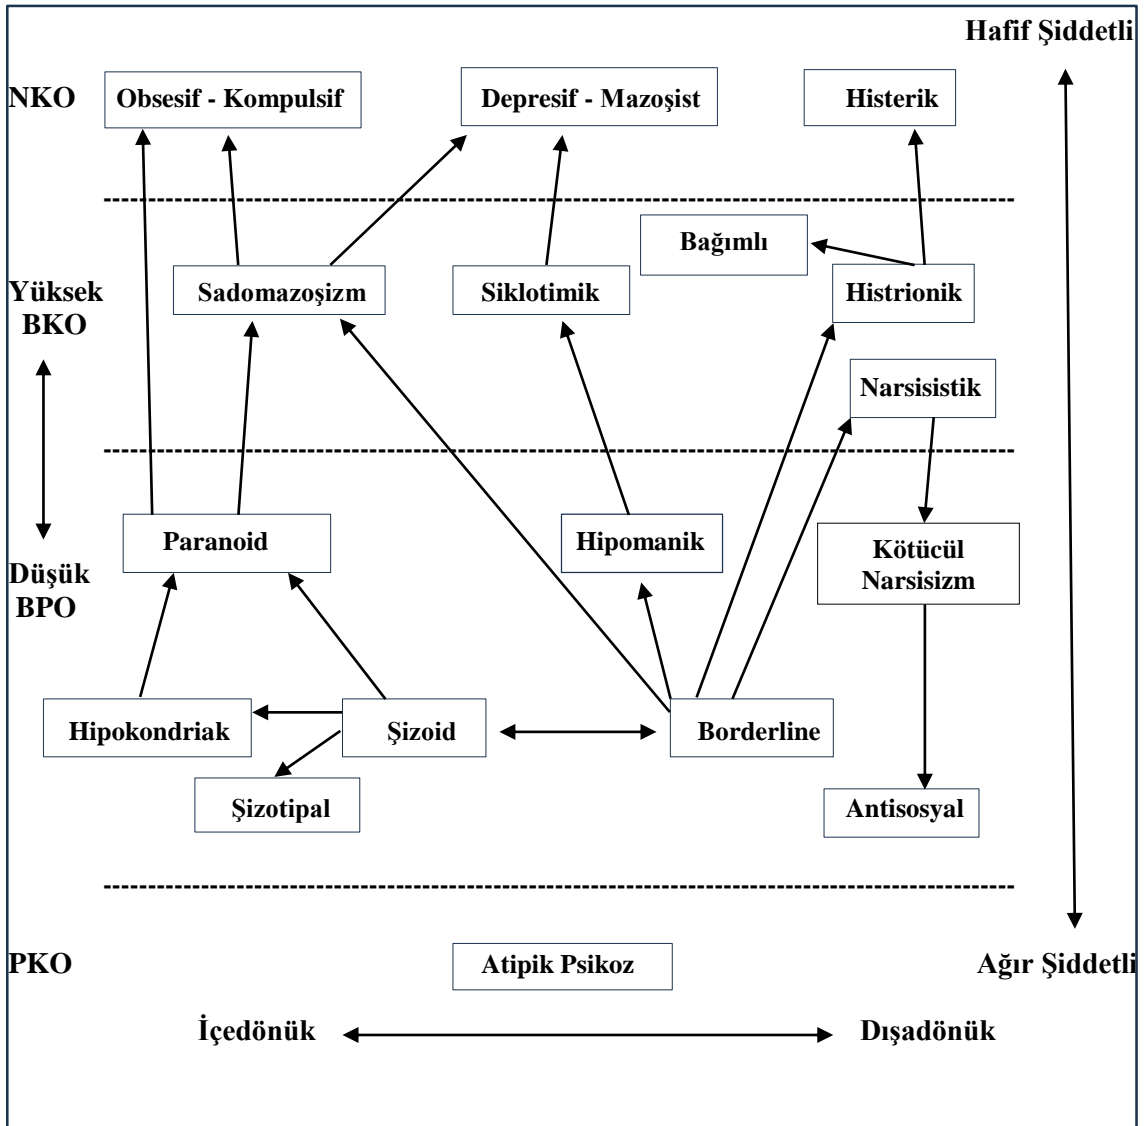 Hafif Şiddetli
NKO
Obsesif - Kompulsif
Depresif - Mazoşist
Histerik
Bağımlı
Yüksek
BKO
Sadomazoşizm
Siklotimik
Histrionik
Narsisistik
Paranoid
Hipomanik
Kötücül
Narsisizm
Düşük
BPO
Hipokondriak
Şizoid
Borderline
Şizotipal
Antisosyal
PKO
Atipik Psikoz
Ağır Şiddetli
İçedönük
Dışadönük